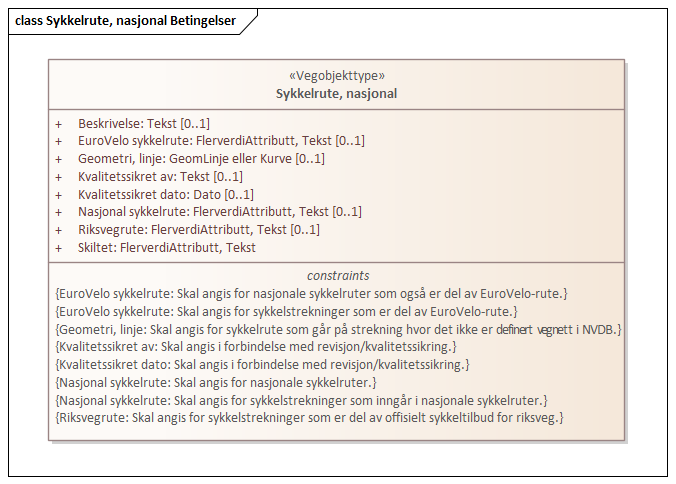 class Sykkelrute, nasjonal Betingelser
«Vegobjekttype»
Sykkelrute, nasjonal
+ Beskrivelse: Tekst [0..1]
+ EuroVelo sykkelrute: FlerverdiAttributt, Tekst [0..1]
+ Geometri, linje: GeomLinje eller Kurve [0..1]
+ Kvalitetssikret av: Tekst [0..1]
+ Kvalitetssikret dato: Dato [0..1]
+ Nasjonal sykkelrute: FlerverdiAttributt, Tekst [0..1]
+ Riksvegrute: FlerverdiAttributt, Tekst [0..1]
+ Skiltet: FlerverdiAttributt, Tekst
constraints
{EuroVelo sykkelrute: Skal angis for nasjonale sykkelruter som også er del av EuroVelo-rute.}
{EuroVelo sykkelrute: Skal angis for sykkelstrekninger som er del av EuroVelo-rute.}
{Geometri, linje: Skal angis for sykkelrute som går på strekning hvor det ikke er definert vegnett i NVDB.}
{Kvalitetssikret av: Skal angis i forbindelse med revisjon/kvalitetssikring.}
{Kvalitetssikret dato: Skal angis i forbindelse med revisjon/kvalitetssikring.}
{Nasjonal sykkelrute: Skal angis for nasjonale sykkelruter.}
{Nasjonal sykkelrute: Skal angis for sykkelstrekninger som inngår i nasjonale sykkelruter.}
{Riksvegrute: Skal angis for sykkelstrekninger som er del av offisielt sykkeltilbud for riksveg.}